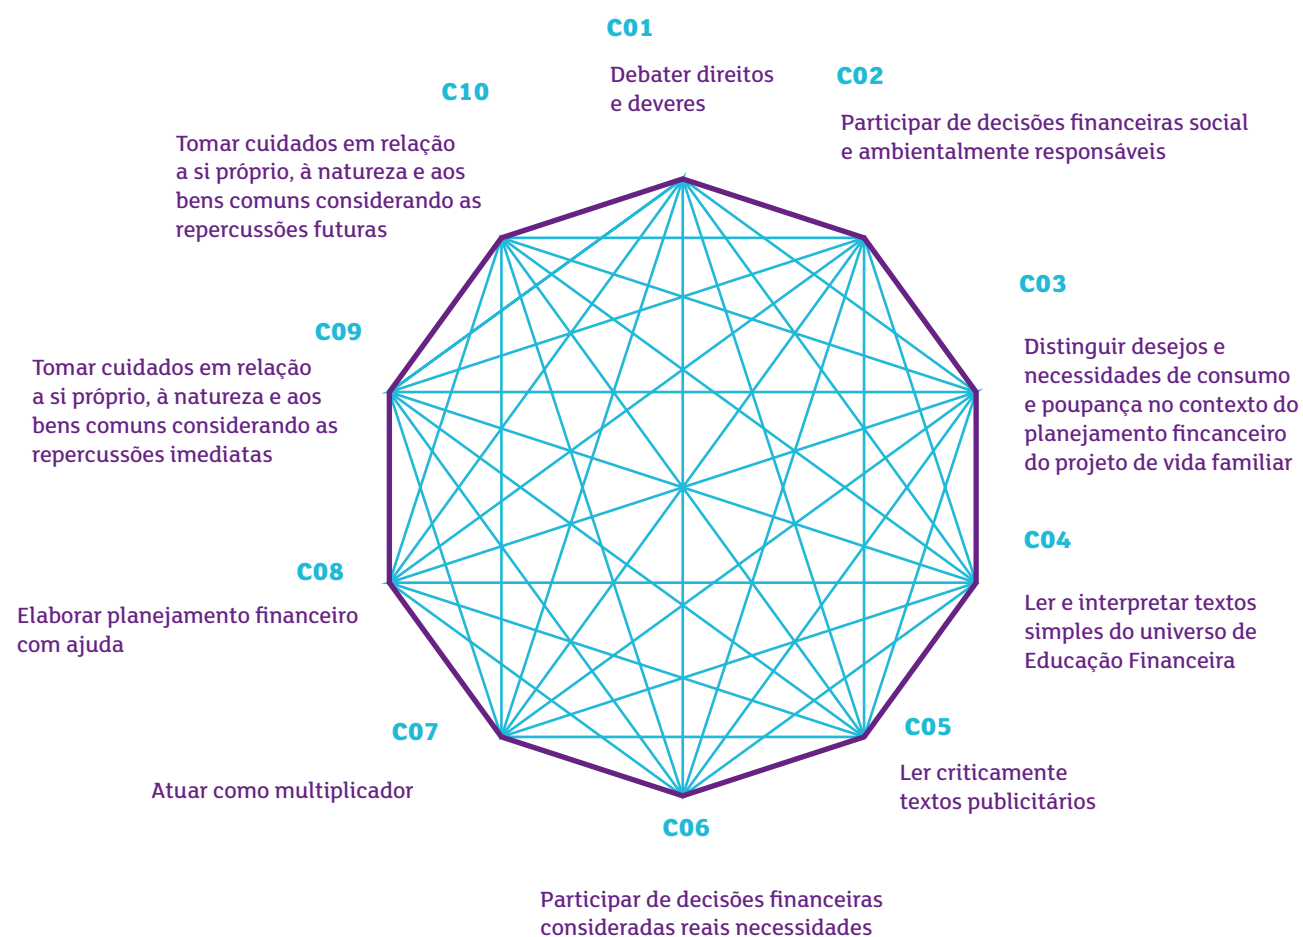 C01
Debater direitos
e deveres
C02
Participar de decisões financeiras social
e ambientalmente responsáveis
C03
Distinguir desejos e
necessidades de consumo
e poupança no contexto do
planejamento fincanceiro
do projeto de vida familiar
C04
Ler e interpretar textos
simples do universo de
Educação Financeira
C05
Ler criticamente
textos publicitários
C06
Participar de decisões financeiras
consideradas reais necessidades
C07
Atuar como multiplicador
C08
Elaborar planejamento financeiro
com ajuda
C09
Tomar cuidados em relação
a si próprio, à natureza e aos
bens comuns considerando as
repercussões imediatas
C10
Tomar cuidados em relação
a si próprio, à natureza e aos
bens comuns considerando as
repercussões futuras